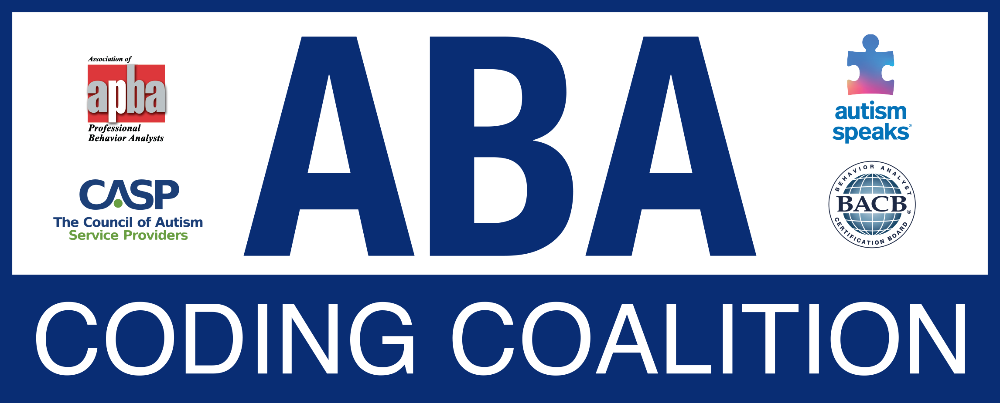 Association of
apba
Professional
Behavior Analysts
CASP
The Council of Autism
Service Providers
ABA
autism
speaks®
BEHAVIOR ANALYST
BACB®
CERTIFICATION BOARD
CODING COALITION